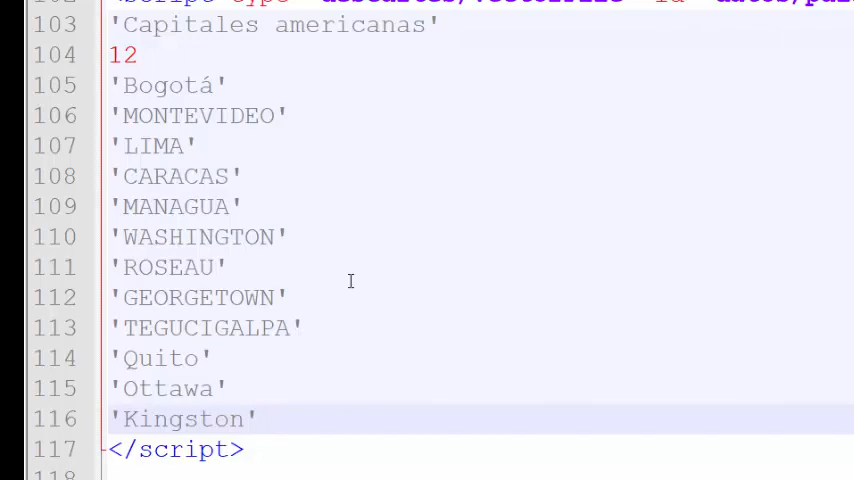 103 'Capitales americanas'
104 12
105 'Bogotá'
106 'MONTEVIDEO'
107 'LIMA'
108 'CARACAS'
109 'MANAGUA'
110 'WASHINGTON'
111 'ROSEAU'
112 'GEORGETOWN'
113 'TEGUCIGALPA'
114 'Quito'
115 'Ottawa'
116 'Kingston'
117 </script>
118